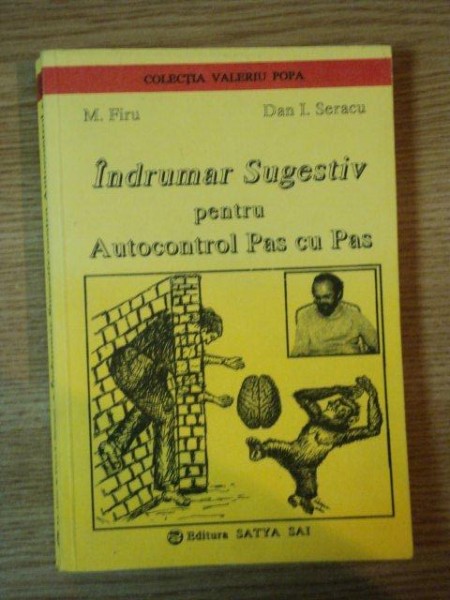 COLECȚIA VALERIU POPA
M. Firu Dan I. Seracu
Îndrumar Sugestiv
pentru
Autocontrol Pas cu Pas
Editura SATYA SAI